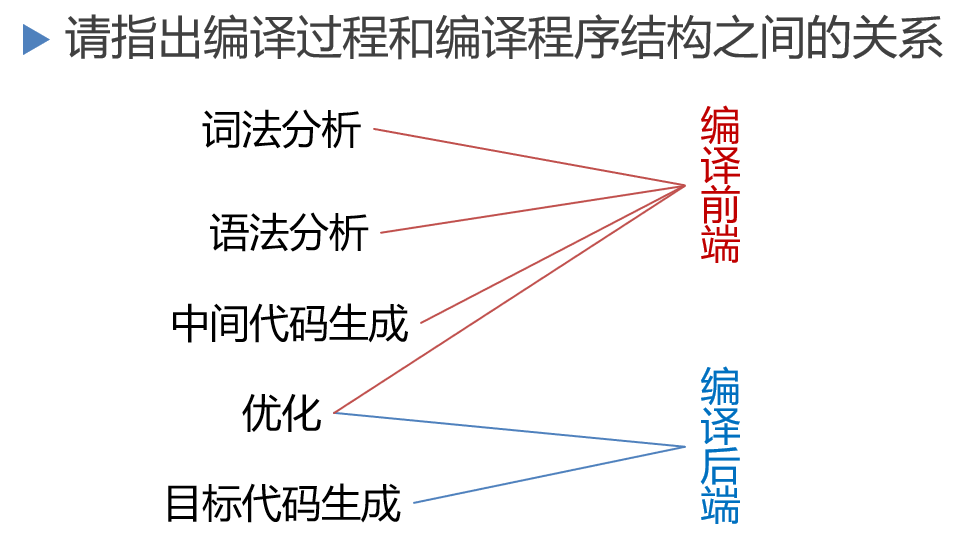 请指出编译过程和编译程序结构之间的关系
词法分析
语法分析
中间代码生成
优化
目标代码生成
编译前端
编译后端